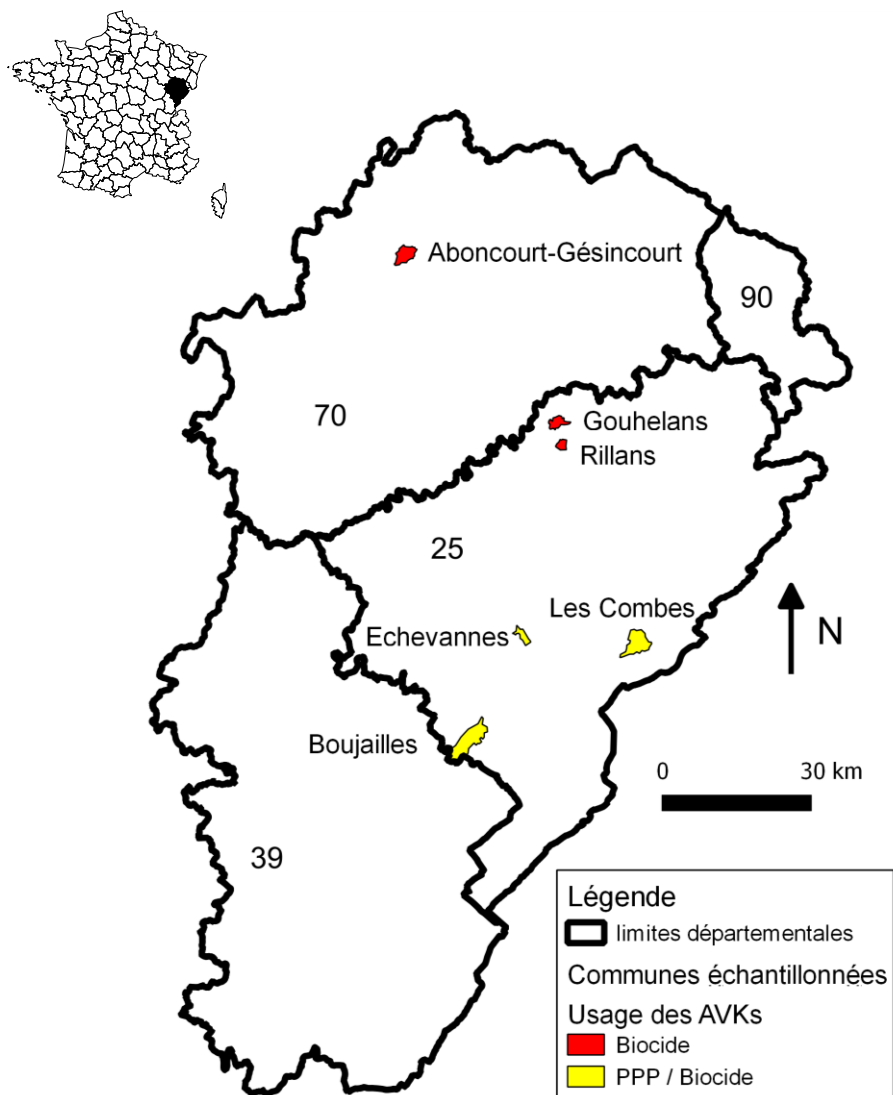 Aboncourt-Gésincourt
90
70
Gouhelans
Rillans
25
Les Combes
Echevannes
N
Boujailles
0 30 km
39
Légende
limites départementales
Communes échantillonnées
Usage des AVKs
Biocide
PPP / Biocide